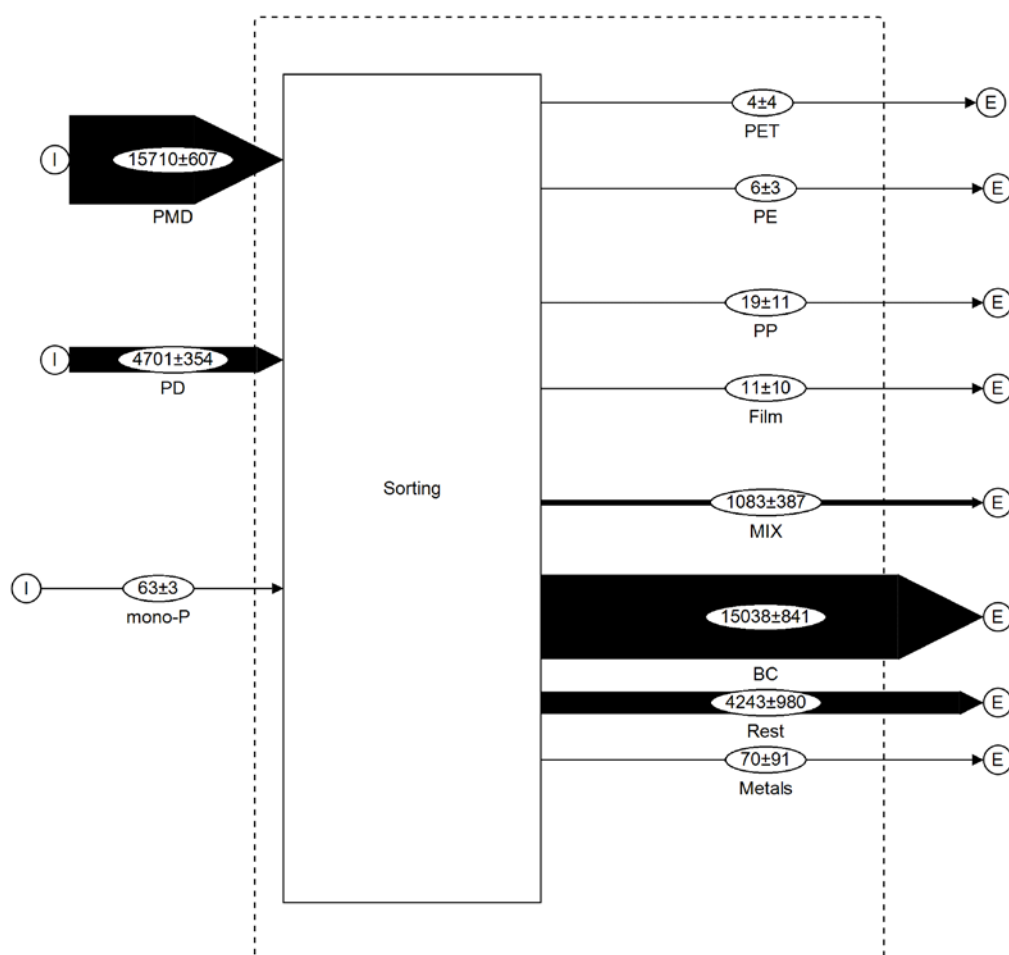 4±4
E
PET
I
15710±607
PMD
6±3
E
PE
19±11
E
PP
I
4701±354
PD
11±10
E
Film
Sorting
1083±387
E
MIX
I
63±3
mono-P
15038±841
E
BC
4243±980
E
Rest
70±91
E
Metals